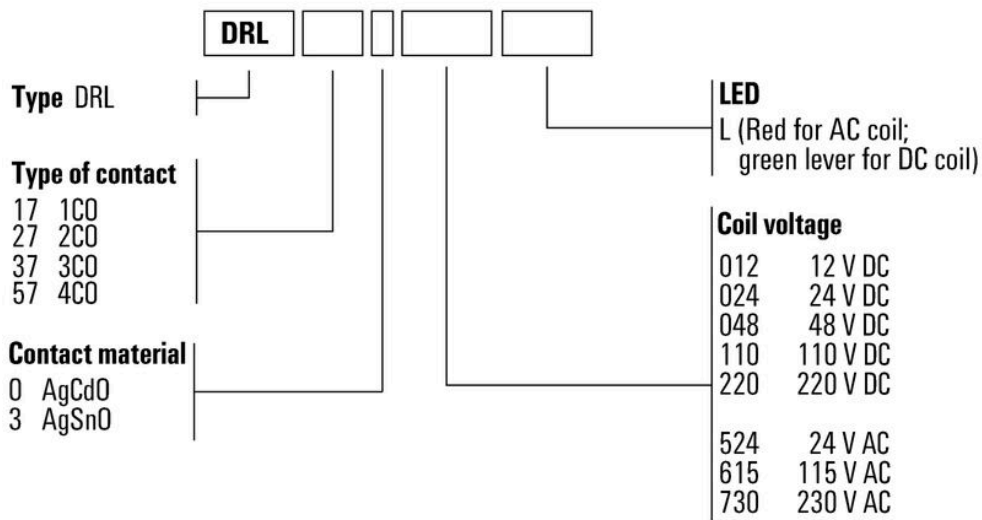 DRL
Type DRL
Type of contact
17 1CO
27 2CO
37 3CO
57 4CO
Contact material
0 AgCdO
3 AgSnO
LED
L (Red for AC coil;
green lever for DC coil)
Coil voltage
012 12 V DC
024 24 V DC
048 48 V DC
110 110 V DC
220 220 V DC
524 24 V AC
615 115 V AC
730 230 V AC